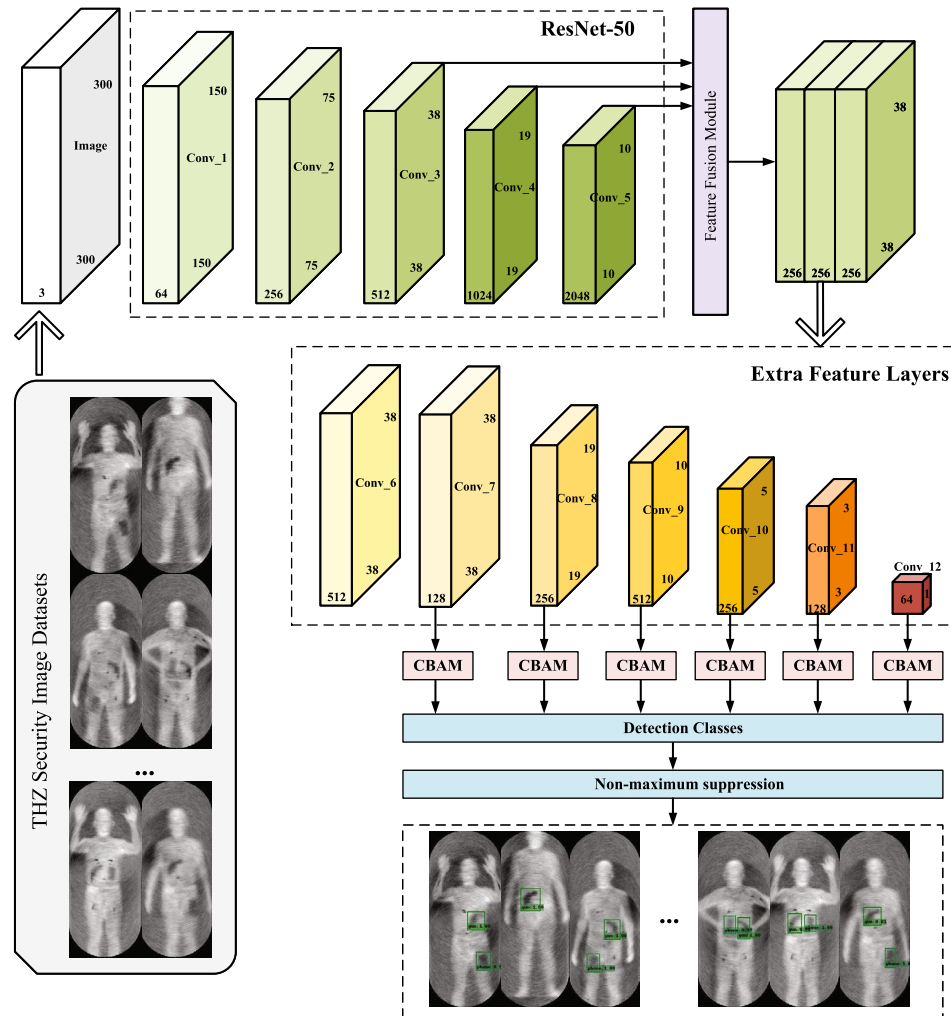 ResNet-50
300
Image
300
3
150
Conv_1
150
64
75
Conv_2
75
256
38
Conv_3
38
512
19
Conv_4
19
1024
10
Conv_5
10
2048
Feature Fusion Module
38
38
256
256
256
Extra Feature Layers
38
Conv_6
38
512
38
Conv_7
38
128
19
Conv_8
19
256
10
Conv_9
10
512
5
Conv_10
5
256
3
Conv_11
3
128
Conv_12
64
1
CBAM
CBAM
CBAM
CBAM
CBAM
CBAM
Detection Classes
Non-maximum suppression
THZ Security Image Datasets
...
...